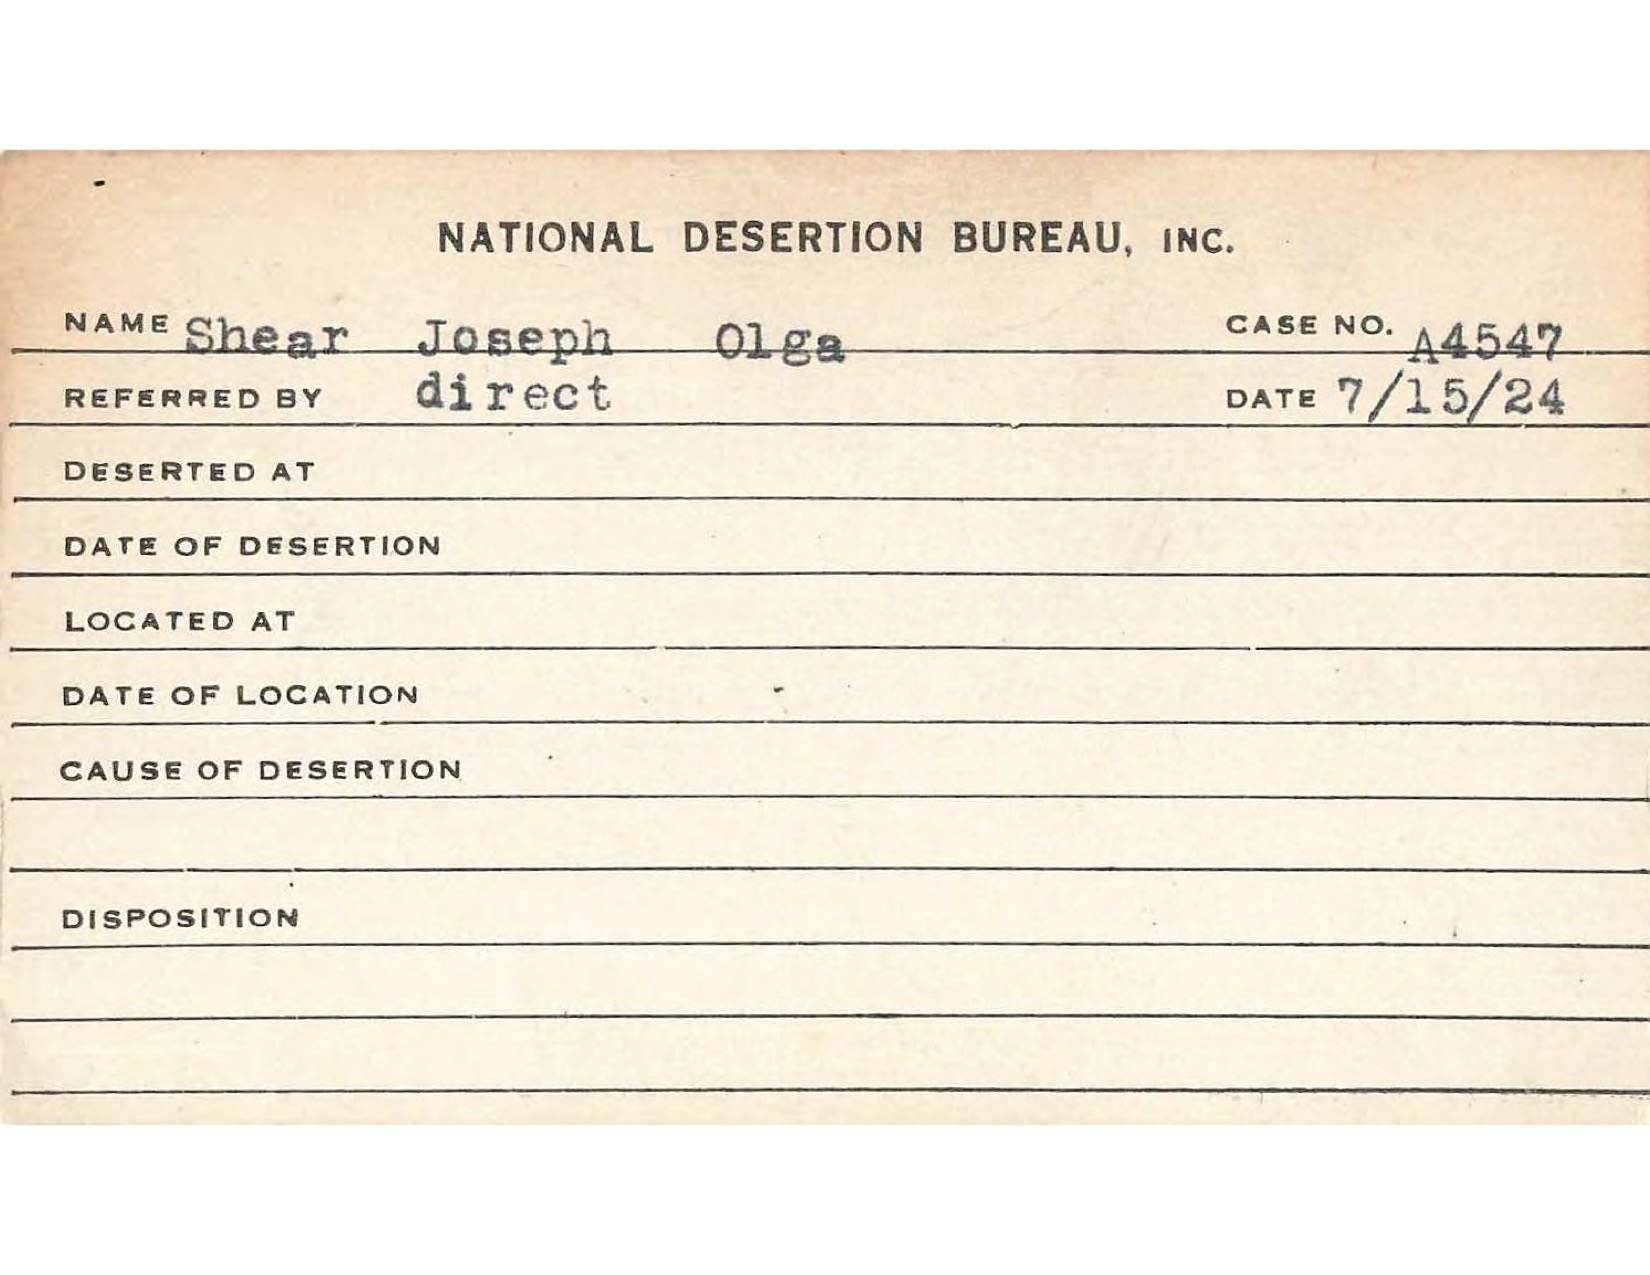 NATIONAL DESERTION BUREAU, INC.
NAME Shear Joseph Olga CASE NO. A4547
REFERRED BY direct DATE 7/15/24
DESERTED AT
DATE OF DESERTION
LOCATED AT
DATE OF LOCATION
CAUSE OF DESERTION
DISPOSITION